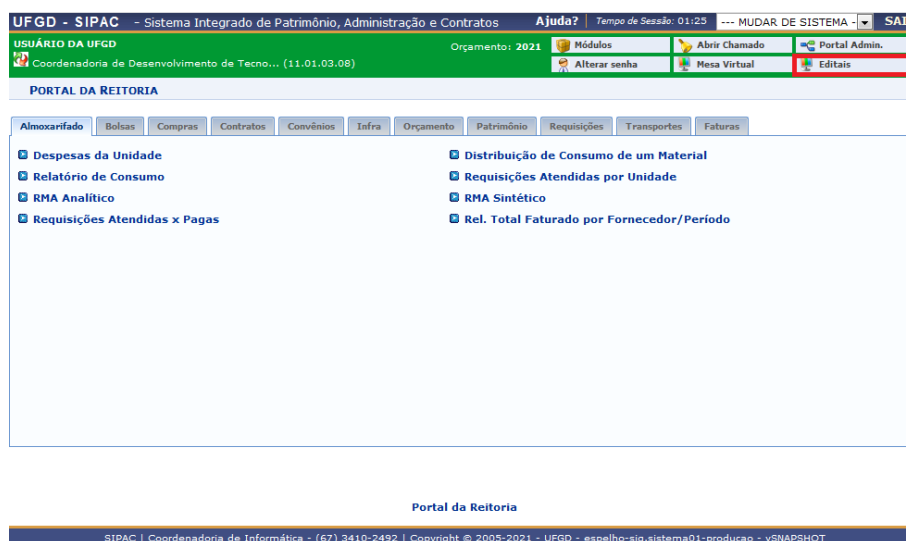 UFGD - SIPAC - Sistema Integrado de Patrimônio, Administração e Contratos Ajuda? Tempo de Sessão: 01:25 --- MUDAR DE SISTEMA - SAI
USUÁRIO DA UFGD Orçamento: 2021 Módulos Abrir Chamado Portal Admin.
Coordenadoria de Desenvolvimento de Tecno... (11.01.03.08) Alterar senha Mesa Virtual Editais
PORTAL DA REITORIA
Almoxarifado Bolsas Compras Contratos Convênios Infra Orçamento Patrimônio Requisições Transportes Faturas
Despesas da Unidade Distribuição de Consumo de um Material
Relatório de Consumo Requisições Atendidas por Unidade
RMA Analítico RMA Sintético
Requisições Atendidas x Pagas Rel. Total Faturado por Fornecedor/Período
Portal da Reitoria
SIPAC | Coordenadoria de Informática - (67) 3410-2492 | Copyright © 2005-2021 - UFGD - espelho-sig.sistema01-producao - vSNAPSHOT